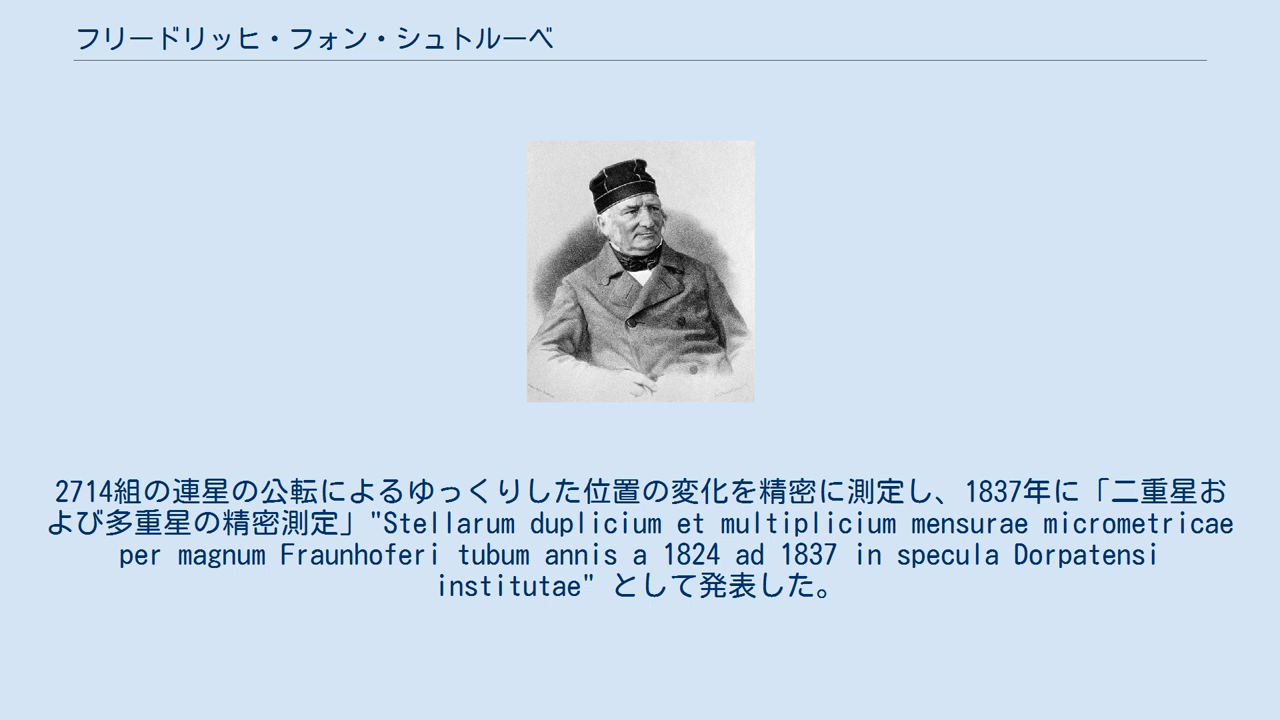 フリードリッヒ・フォン・シュトルーベ
2714組の連星の公転によるゆっくりした位置の変化を精密に測定し、1837年に「二重星お
よび多重星の精密測定」"Stellarum duplicium et multiplicium mensurae micrometricae
per magnum Fraunhoferi tubum annis a 1824 ad 1837 in specula Dorpatensi
institutae" として発表した。